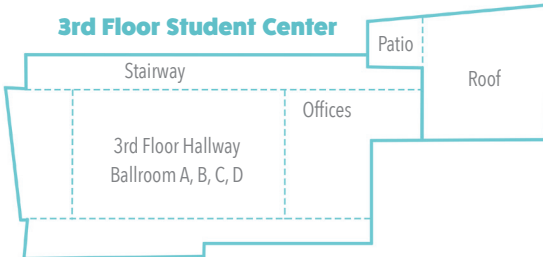 3rd Floor Student Center
Patio
Stairway
Roof
Offices
3rd Floor Hallway
Ballroom A, B, C, D